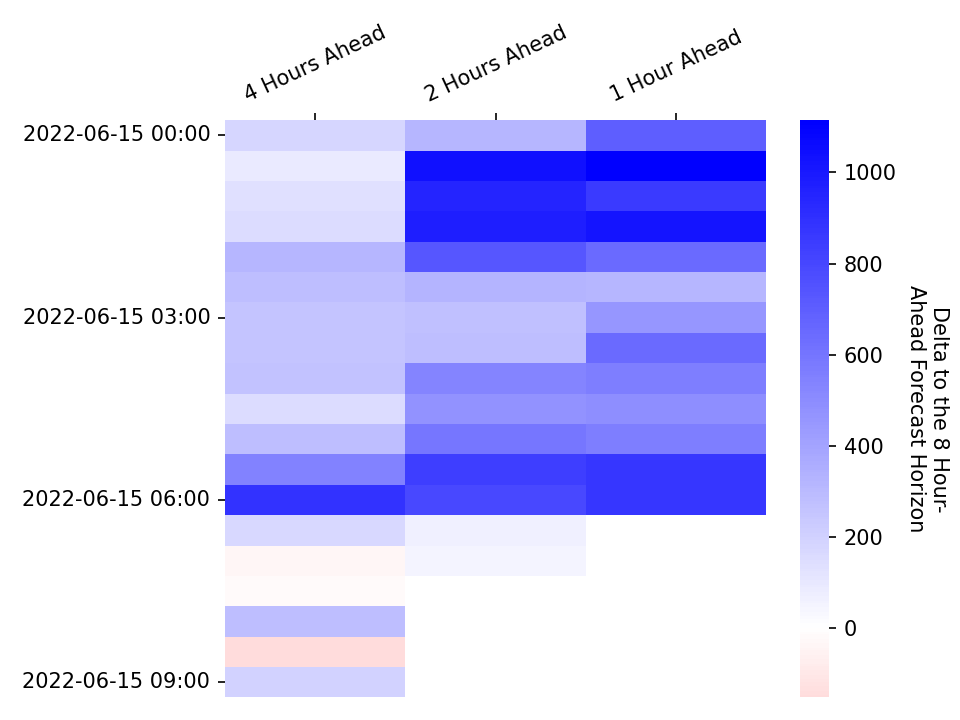 4 Hours Ahead
2 Hours Ahead
1 Hour Ahead
2022-06-15 00:00
2022-06-15 03:00
2022-06-15 06:00
2022-06-15 09:00
1000
800
600
400
200
0
Delta to the 8 Hour-
Ahead Forecast Horizon